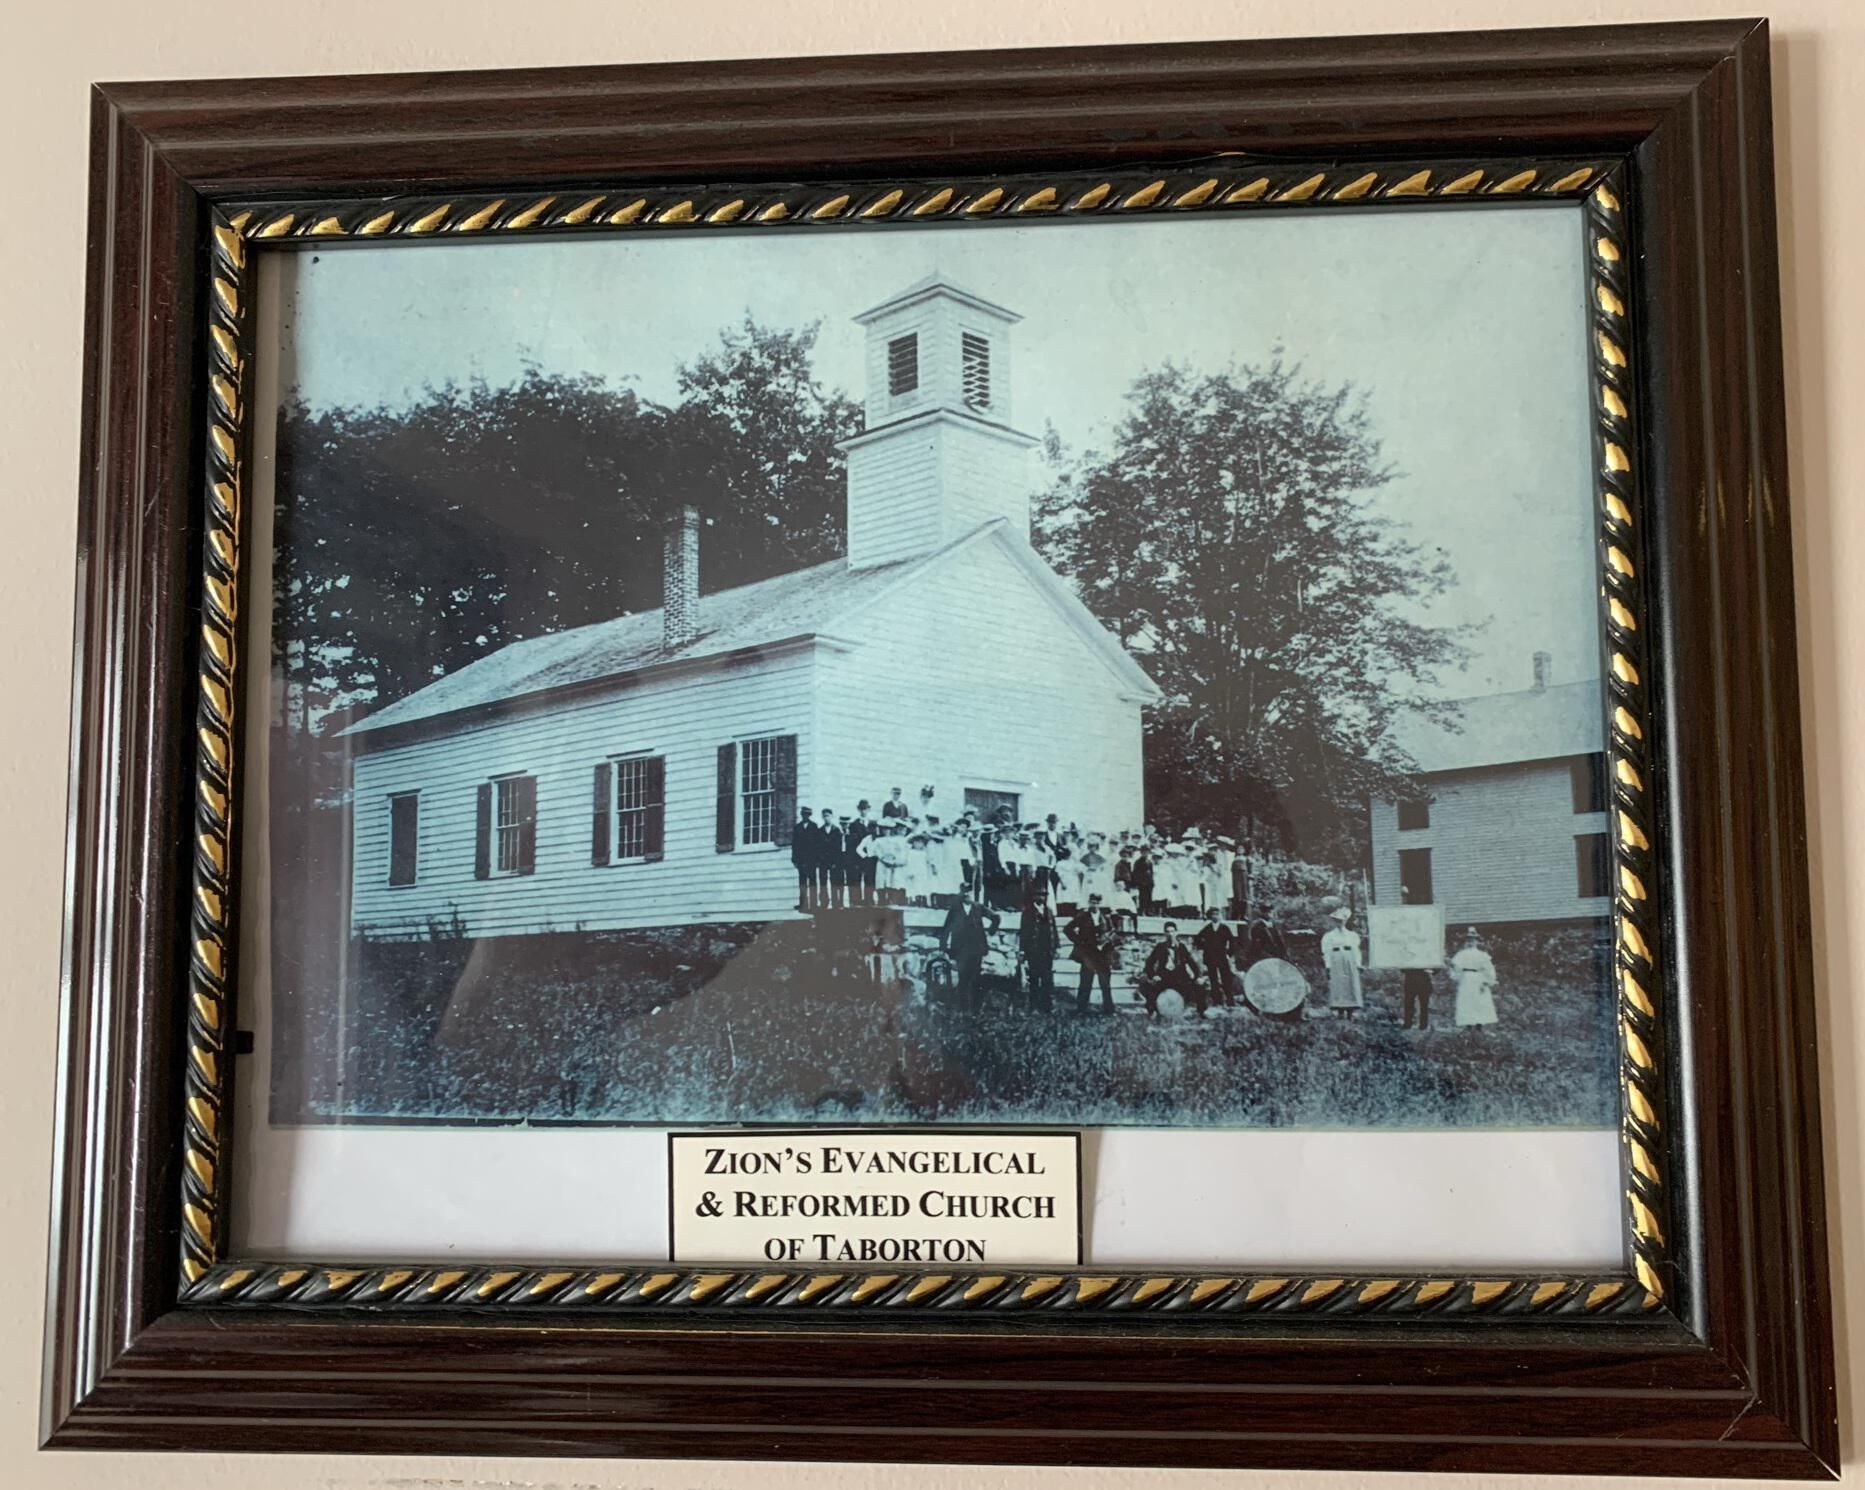 ZION'S EVANGELICAL
& REFORMED CHURCH
OF TABORTON